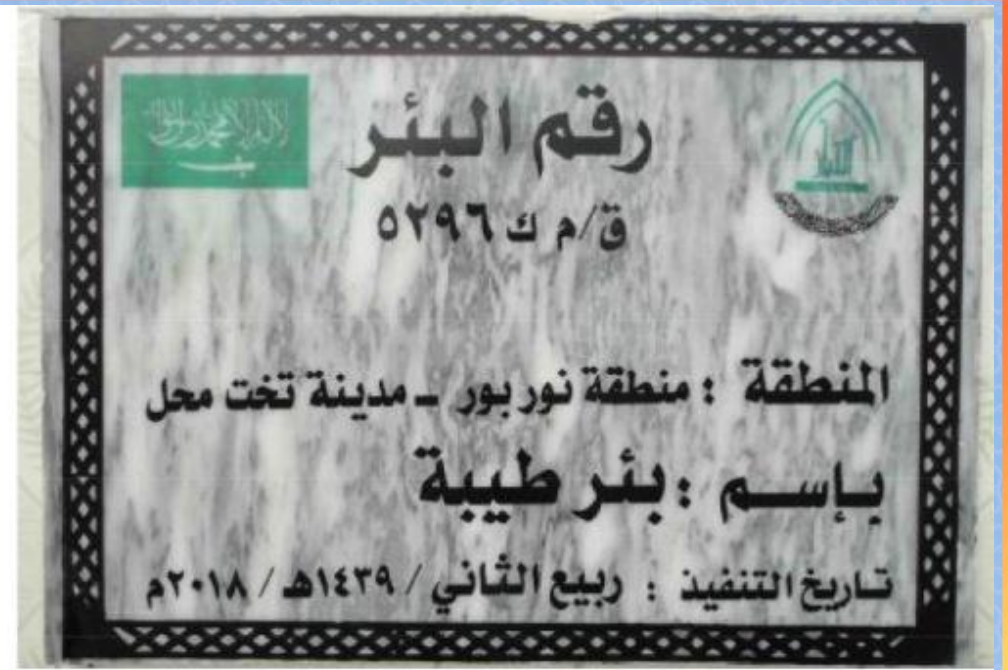 رقم البئر
ق/م ك ٥٢٩٦
المنطقة : منطقة نور بور - مدينة تخت محل
بإسم : بئر طيبة
تاريخ التنفيذ : ربيع الثاني / ١٤٣٩هـ / ٢٠١٨م